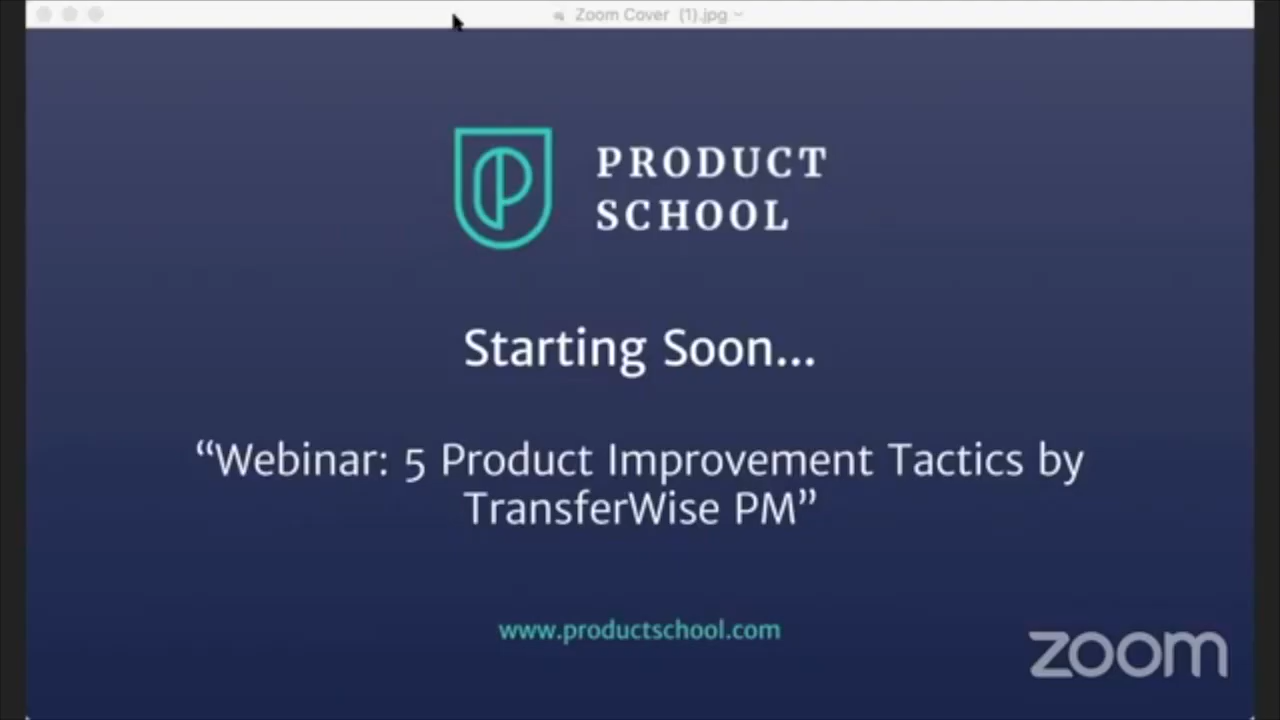 Zoom Cover (1).jpg
PRODUCT
SCHOOL
Starting Soon...
“Webinar: 5 Product Improvement Tactics by
TransferWise PM”
www.productschool.com
zoom